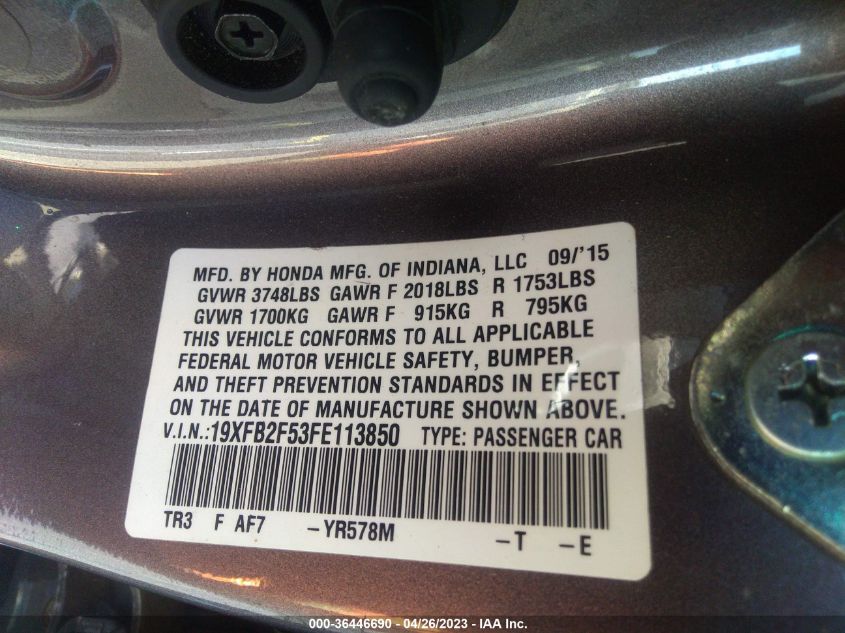 MFD. BY HONDA MFG. OF INDIANA, LLC 09/'15
GVWR 3748LBS GAWR F 2018LBS R 1753LBS
GVWR 1700KG GAWR F 915KG R 795KG
THIS VEHICLE CONFORMS TO ALL APPLICABLE
FEDERAL MOTOR VEHICLE SAFETY, BUMPER,
AND THEFT PREVENTION STANDARDS IN EFFECT
ON THE DATE OF MANUFACTURE SHOWN ABOVE.
V.I.N.:19XFB2F53FE113850 TYPE: PASSENGER CAR
TR3 F AF7 -YR578M -T -E
000-36446690 - 04/26/2023 - IAA Inc.